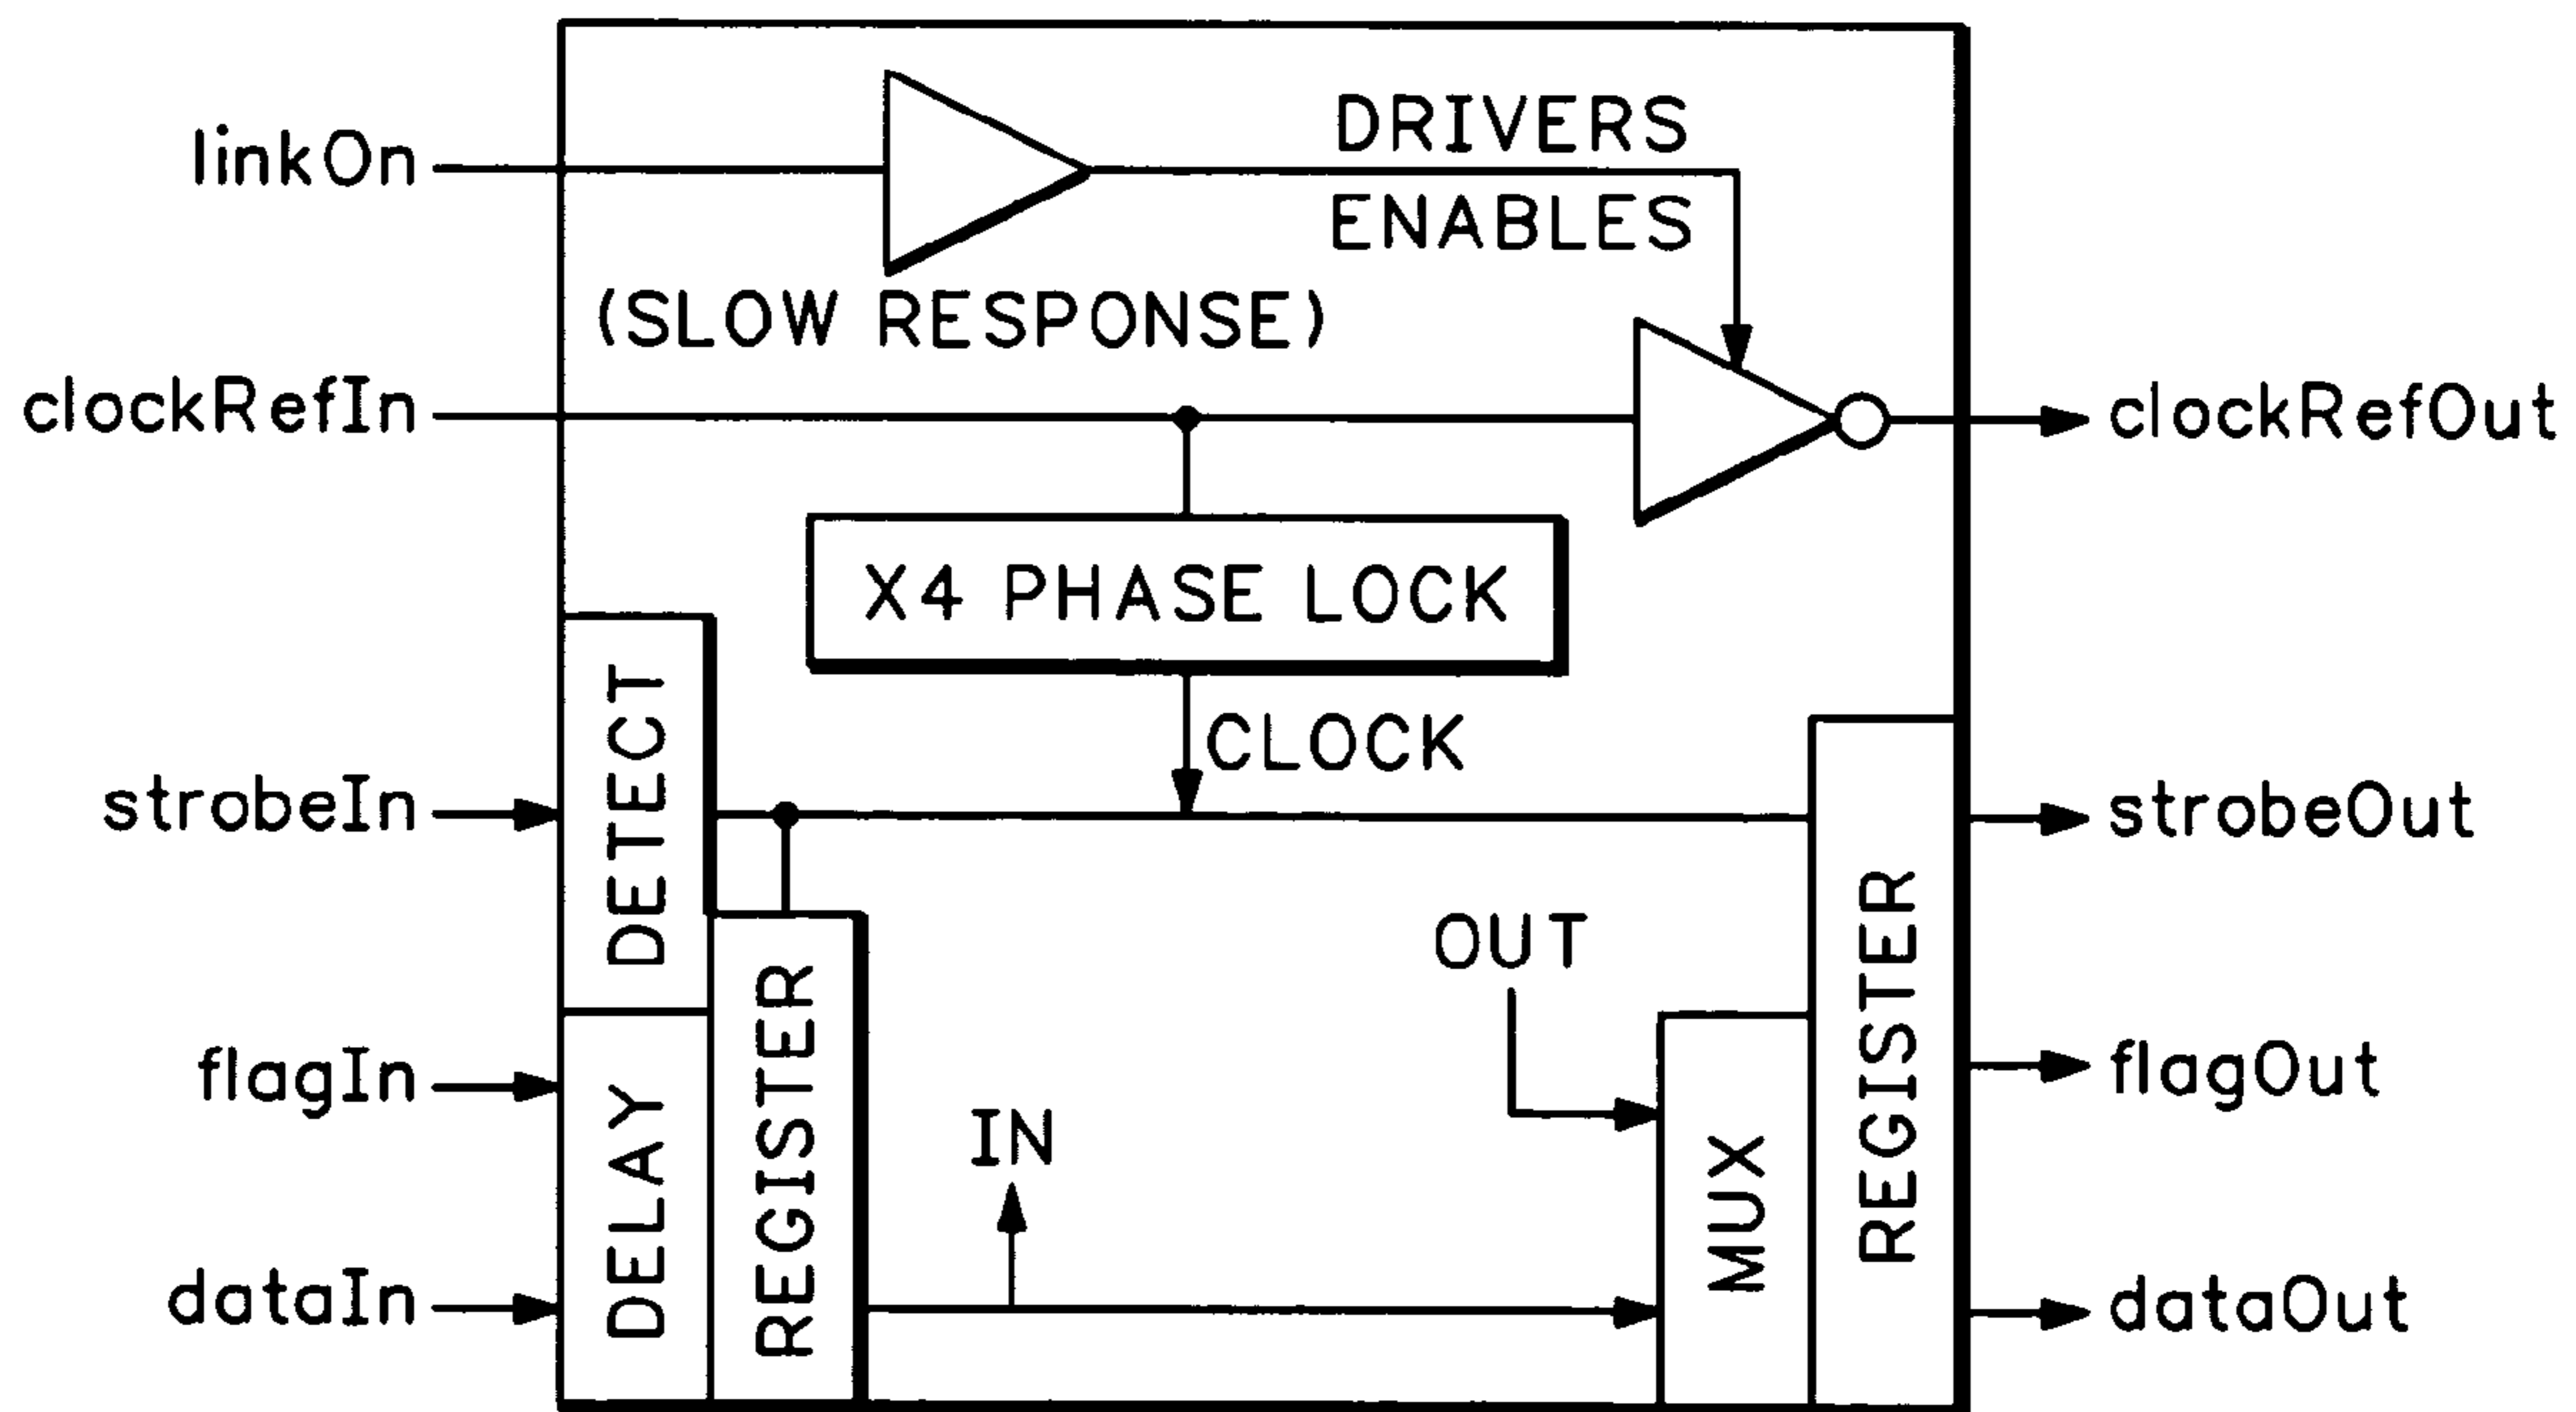 linkOn
DRIVERS
ENABLES
(SLOW RESPONSE)
clockRefIn
clockRefOut
X4 PHASE LOCK
CLOCK
DETECT
strobeIn
strobeOut
REGISTER
OUT
flagIn
flagOut
DELAY
REGISTER
IN
MUX
dataIn
dataOut